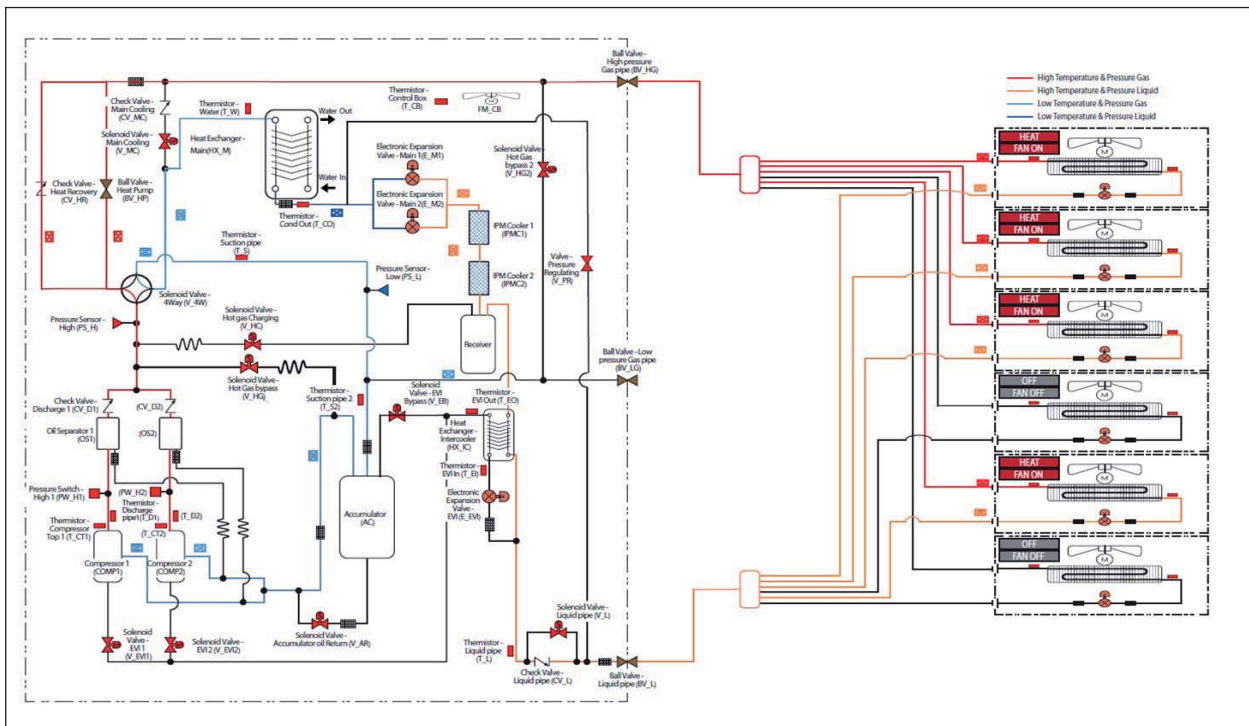 Ball Valve -
High pressure
Gas pipe (BV_HG)
High Temperature & Pressure Gas
High Temperature & Pressure Liquid
Low Temperature & Pressure Gas
Low Temperature & Pressure Liquid
Check Valve -
Main Cooling
(CV_MC)
Solenoid Valve -
Main Cooling
(V_MC)
Thermistor -
Water (T_W)
Water Out
Heat Exchanger -
Main(HX_M)
Water In
Thermistor -
Control Box
(T_CB)
FM_CB
Electronic Expansion
Valve - Main 1(E_M1)
Electronic Expansion
Valve - Main2(E_M2)
Solenoid Valve -
Hot Gas
bypass 2
(V_HG2)
Check Valve -
Heat Recovery
(CV_HR)
Ball Valve -
Heat Pump
(BV_HP)
Thermistor -
Cond Out (T_CO)
IPM Cooler 1
(IPMC1)
Thermistor -
Suction pipe
(T_S)
Valve -
Pressure
Regulating
(V_PR)
Pressure Sensor -
Low (PS_L)
IPM Cooler 2
(IPMC2)
Solenoid Valve -
4Way (V_4W)
Pressure Sensor -
High (PS_H)
Solenoid Valve -
Hot gas Charging
(V_HC)
Receiver
Solenoid Valve -
Hot Gas bypass
(V_HG)
Ball Valve - Low
pressure Gas pipe
(BV_LG)
Thermistor -
Suction pipe 2
(T_S2)
Solenoid
Valve - EVI
Bypass (V_EB)
Thermistor -
EVI Out (T_EO)
Check Valve -
Discharge 1 (CV_D1)
(CV_D2)
Oil Separator 1
(OS1)
(OS2)
Heat
Exchanger -
Intercooler
(HX_IC)
Thermistor -
EVI In (T_EI)
Pressure Switch -
High 1 (PW_H1)
(PW_H2)
Thermistor -
Discharge
pipe1(T_D1)
(T_D2)
Electronic
Expansion
Valve -
EVI (E_EVI)
Thermistor -
Compressor
Top 1 (T_CT1)
(T_CT2)
Accumulator
(AC)
Compressor 1
(COMP1)
Compressor 2
(COMP2)
Solenoid
Valve -
EVI 1
(V_EVI1)
Solenoid Valve -
EVI 2 (V_EVI2)
Solenoid Valve -
Accumulator oil Return (V_AR)
Solenoid Valve -
Liquid pipe (V_L)
Thermistor -
Liquid pipe
(T_L)
Check Valve -
Liquid pipe (CV_L)
Ball Valve -
Liquid pipe (BV_L)
HEAT
FAN ON
M
HEAT
FAN ON
M
HEAT
FAN ON
M
OFF
FAN OFF
M
HEAT
FAN ON
M
OFF
FAN OFF
M